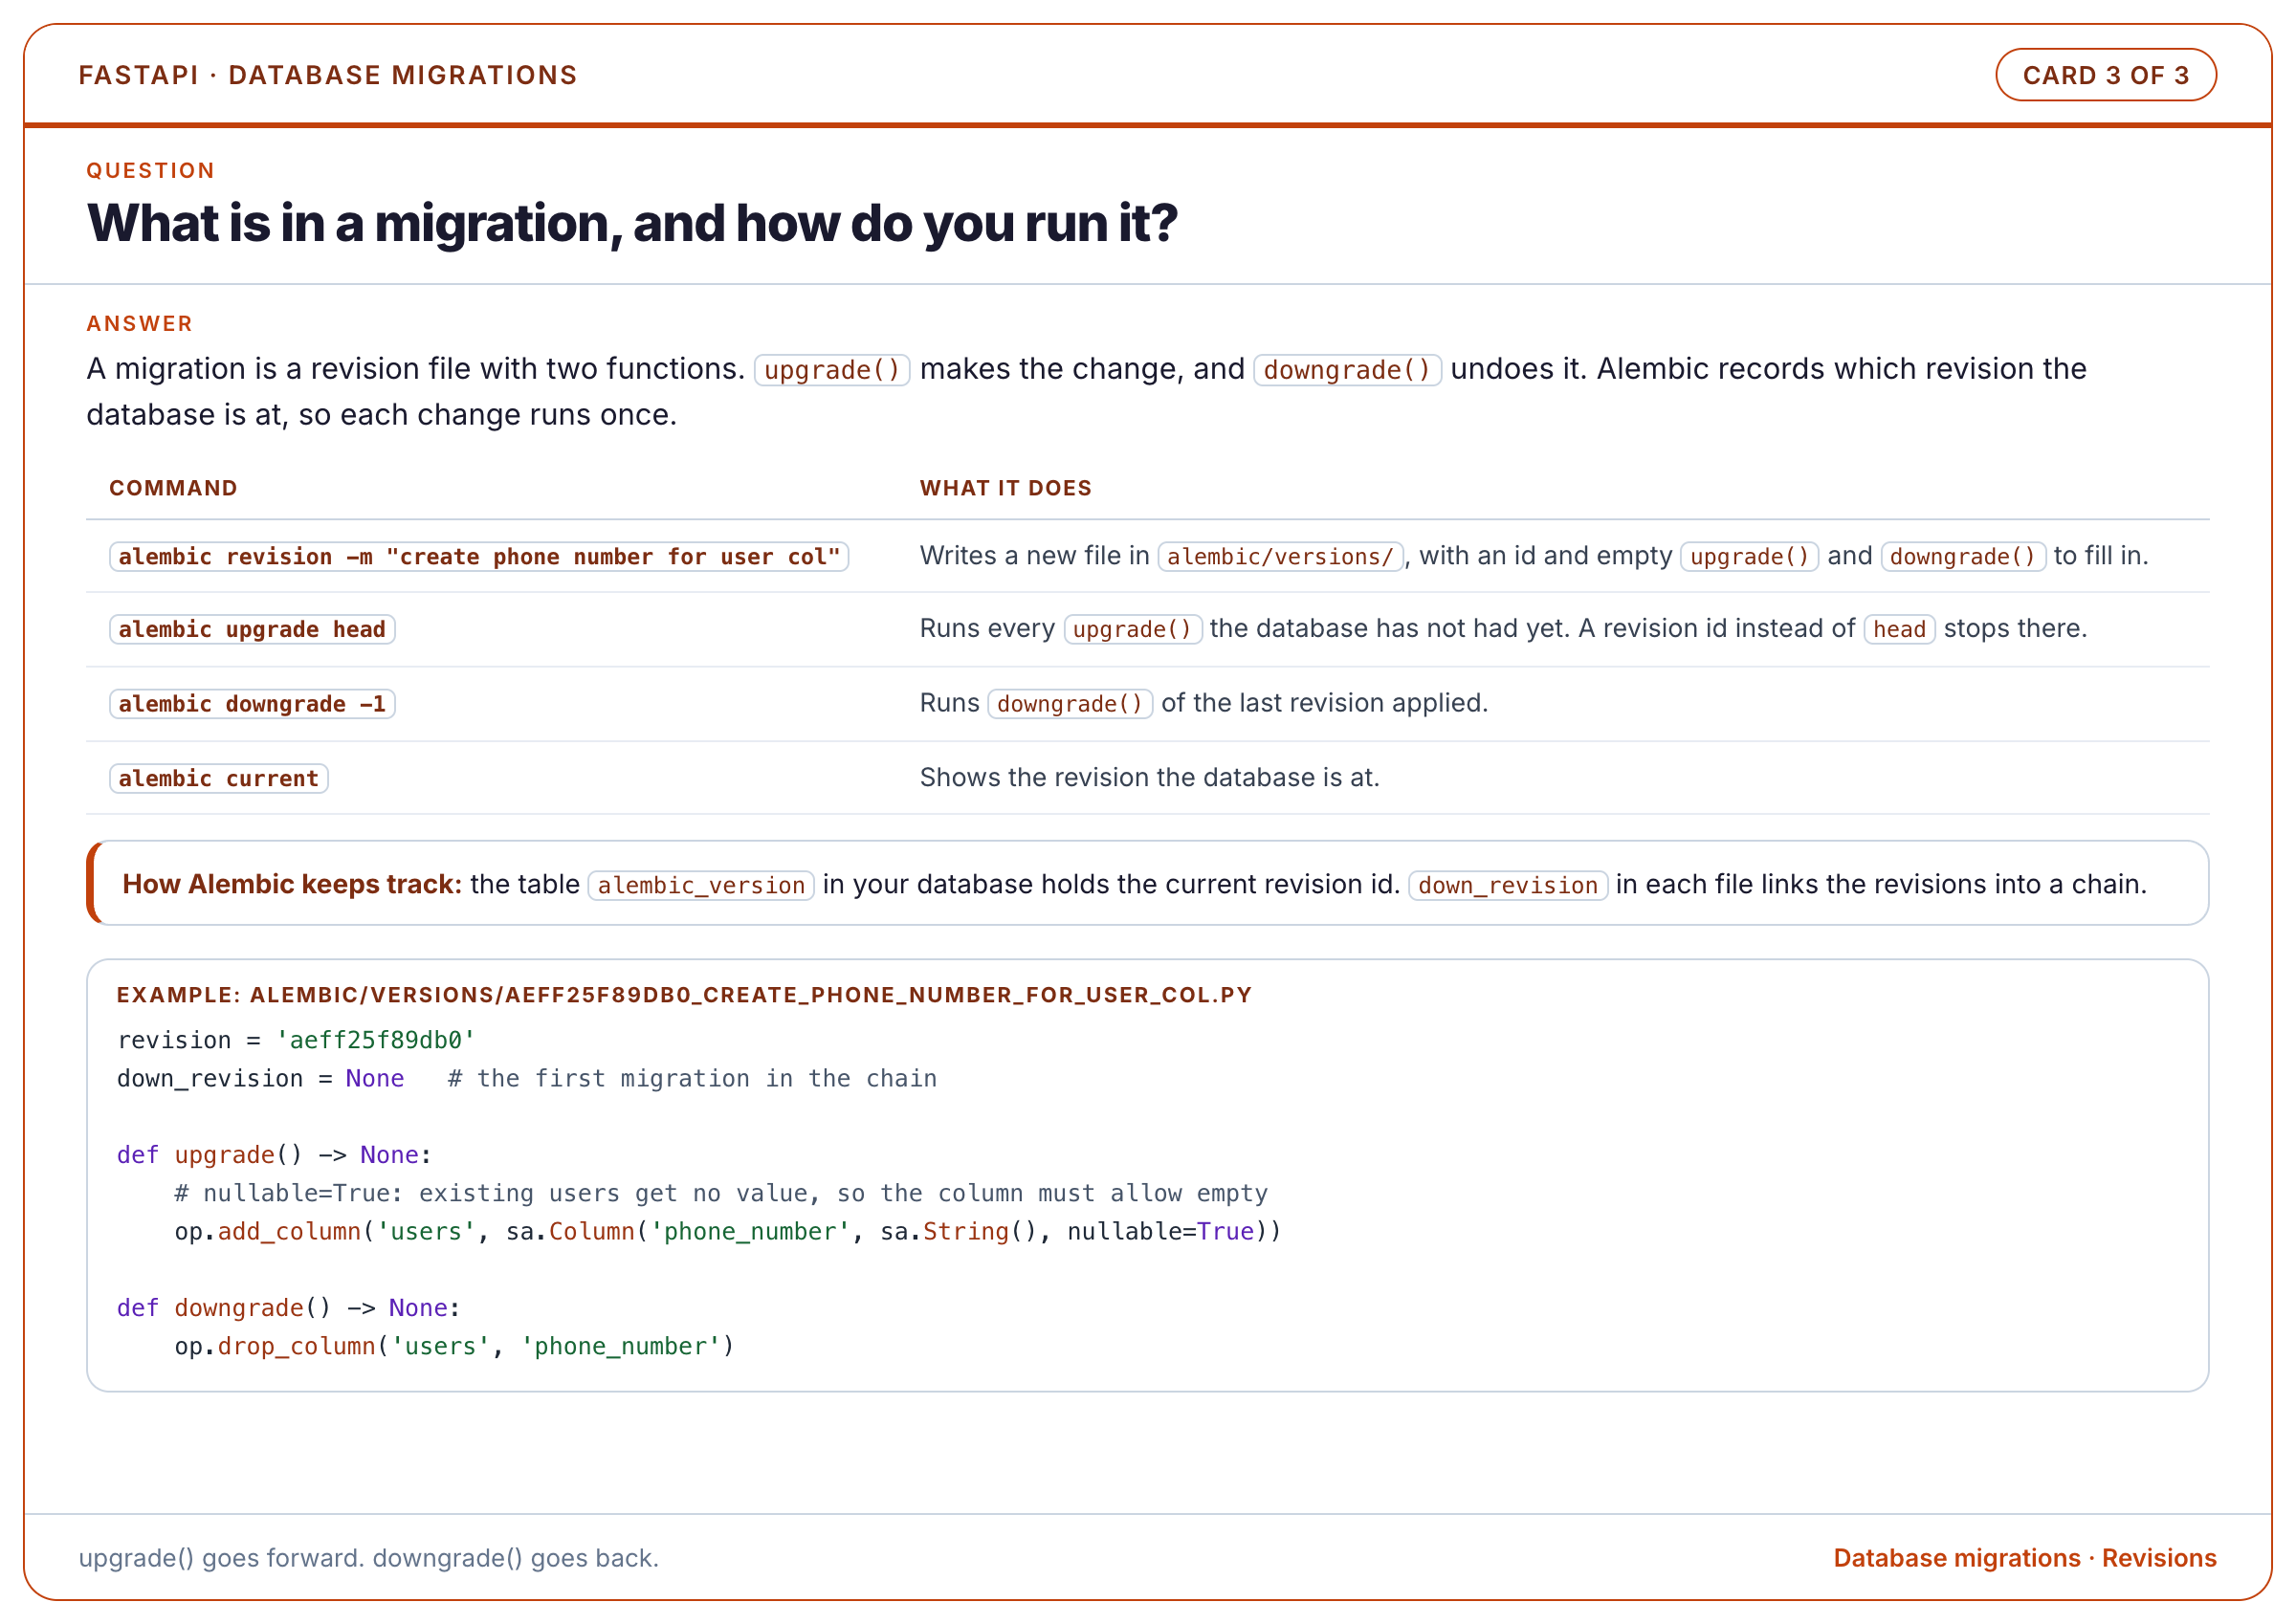 FASTAPI · DATABASE MIGRATIONS
CARD 3 OF 3
QUESTION
What is in a migration, and how do you run it?
ANSWER
A migration is a revision file with two functions. upgrade() makes the change, and downgrade() undoes it. Alembic records which revision the
database is at, so each change runs once.
COMMAND WHAT IT DOES
alembic revision -m "create phone number for user col" Writes a new file in alembic/versions/, with an id and empty upgrade() and downgrade() to fill in.
alembic upgrade head Runs every upgrade() the database has not had yet. A revision id instead of head stops there.
alembic downgrade -1 Runs downgrade() of the last revision applied.
alembic current Shows the revision the database is at.
How Alembic keeps track: the table alembic_version in your database holds the current revision id. down_revision in each file links the revisions into a chain.
EXAMPLE: ALEMBIC/VERSIONS/AEFF25F89DB0_CREATE_PHONE_NUMBER_FOR_USER_COL.PY
revision = 'aeff25f89db0'
down_revision = None   # the first migration in the chain
def upgrade() -> None:
    # nullable=True: existing users get no value, so the column must allow empty
    op.add_column('users', sa.Column('phone_number', sa.String(), nullable=True))
def downgrade() -> None:
    op.drop_column('users', 'phone_number')
upgrade() goes forward. downgrade() goes back.
Database migrations · Revisions